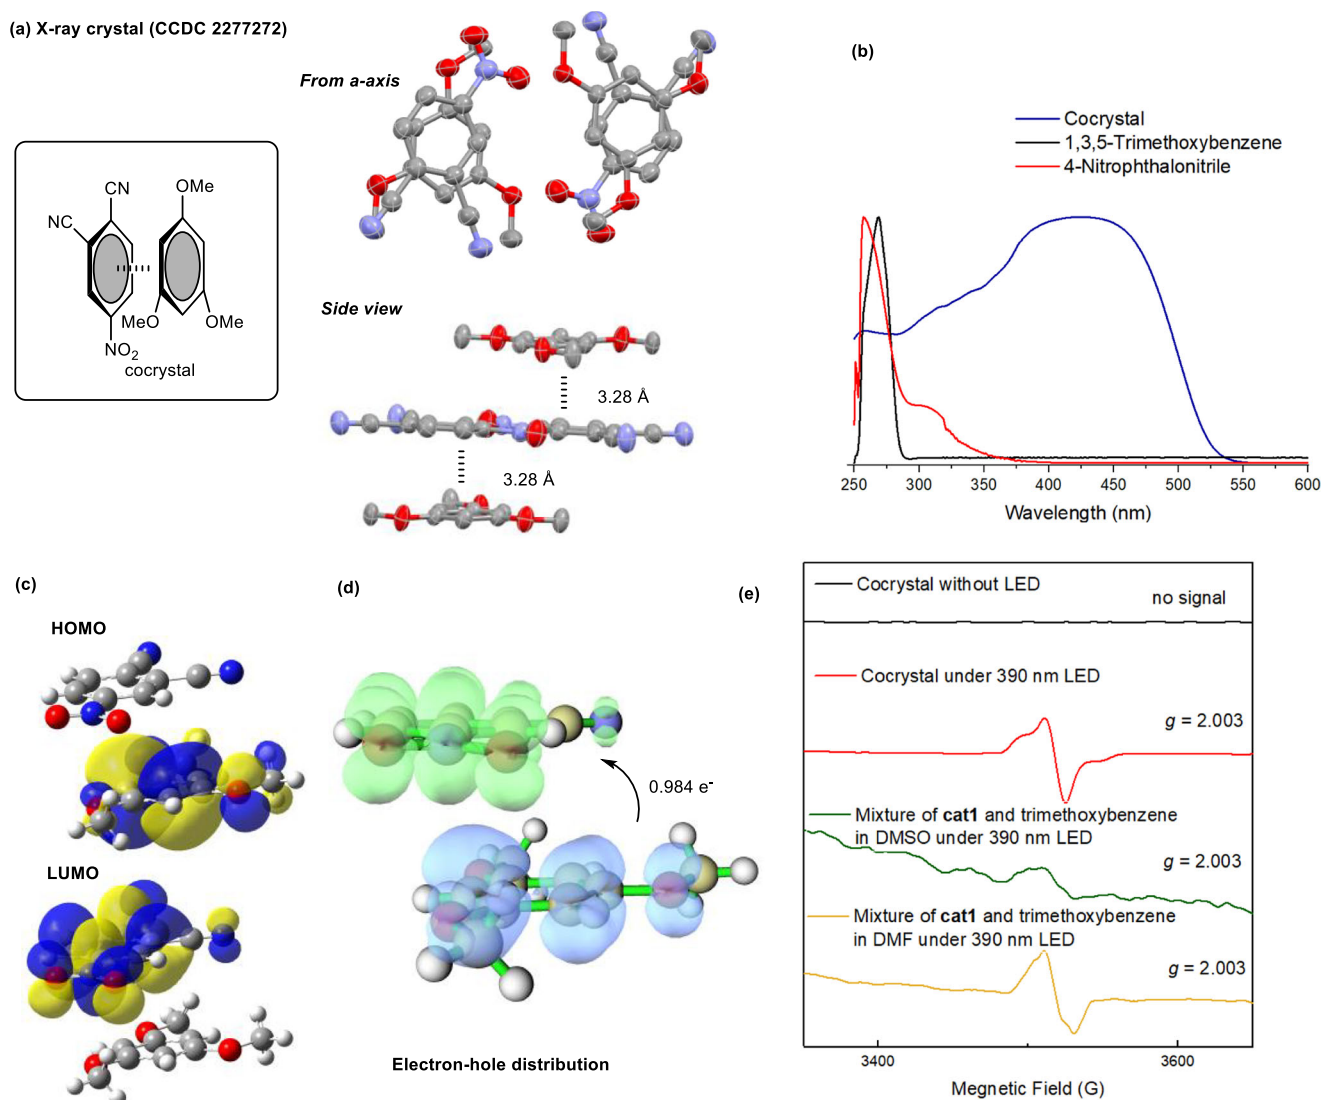 (a) X-ray crystal (CCDC 2277272)
From a-axis
CN
NC
OMe
MeO
OMe
NO2
cocrystal
Side view
3.28 Å
3.28 Å
(b)
Cocrystal
1,3,5-Trimethoxybenzene
4-Nitrophthalonitrile
250 300 350 400 450 500 550 600
Wavelength (nm)
(c)
HOMO
LUMO
(d)
0.984 e-
Electron-hole distribution
(e)
Cocrystal without LED
no signal
Cocrystal under 390 nm LED
g = 2.003
Mixture of cat1 and trimethoxybenzene
in DMSO under 390 nm LED
g = 2.003
Mixture of cat1 and trimethoxybenzene
in DMF under 390 nm LED
g = 2.003
3400 3600
Megnetic Field (G)